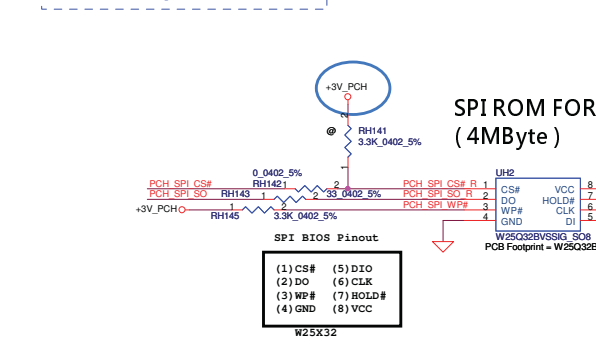 +3V_PCH
SPI ROM FOR
( 4MByte )
@
2
RH141
3.3K_0402_5%
1
0_0402_5%
UH2
PCH_SPI_CS# RH142 1 2 PCH_SPI_CS#_R 1 CS# VCC 8
PCH_SPI_SO RH143 1 2 33_0402_5% PCH_SPI_SO_R 2 DO HOLD# 7
+3V_PCH 1 2 PCH_SPI_WP# 3 WP# CLK 6
RH145 3.3K_0402_5% 4 GND DI 5
W25Q32BVSSIG_SO8
PCB Footprint = W25Q32B
SPI BIOS Pinout
(1)CS# (5)DIO
(2)DO (6)CLK
(3)WP# (7)HOLD#
(4)GND (8)VCC
W25X32